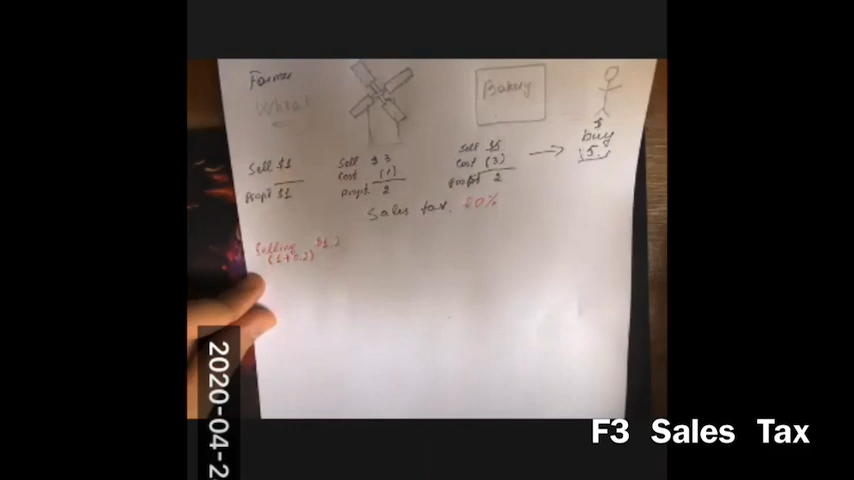 Farmer
Wheat
Bakery
Sell $1
Profit $1
Sell $3
Cost (1)
Profit 2
Sell $5
Cost (3)
Profit 2
$
buy
5
Sales tax. 20%
Selling $1.2
(1+0.2)
2020-04-2
F3 Sales Tax